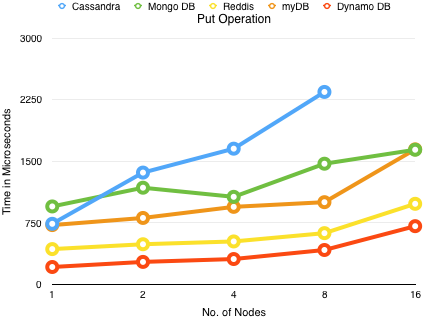 Cassandra Mongo DB Reddis myDB Dynamo DB
Put Operation
3000
2250
1500
750
0
Time in Microseconds
1 2 4 8 16
No. of Nodes